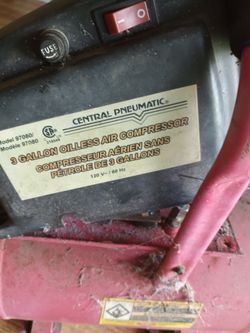 FUSE
CENTRAL PNEUMATIC®
Model 97080/
Modèle 97080
3 GALLON OILLESS AIR COMPRESSOR
COMPRESSEUR AÉRIEN SANS
PÉTROLE DE 3 GALLONS
120 V~ / 60 Hz